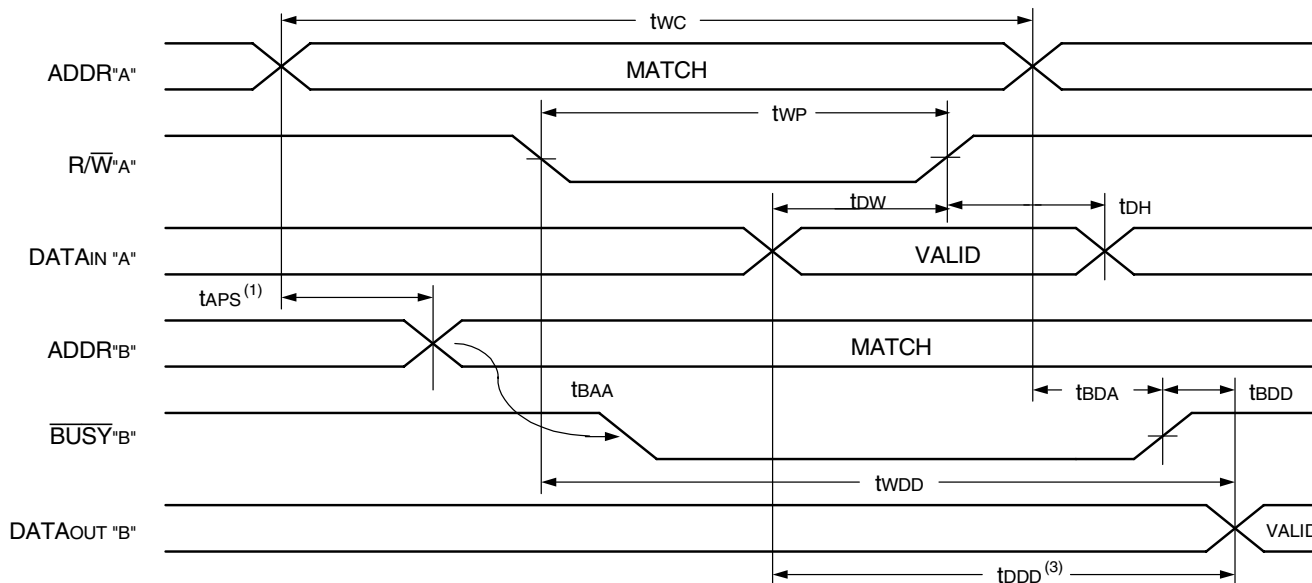 tWC
ADDR"A"
MATCH
tWP
R/W̅"A"
tDW
tDH
DATAIN "A"
VALID
tAPS(1)
ADDR"B"
MATCH
tBAA
tBDA
tBDD
B̅U̅S̅Y̅"B"
tWDD
DATAOUT "B"
VALID
tDDD(3)